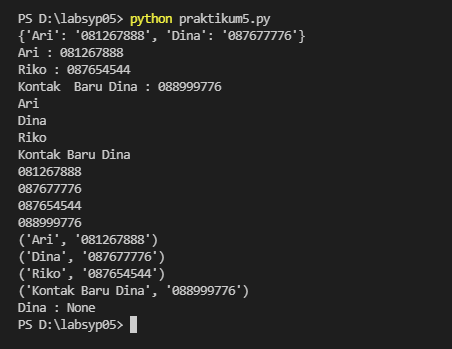 PS D:\labsyp05> python praktikum5.py
{'Ari': '081267888', 'Dina': '087677776'}
Ari : 081267888
Riko : 087654544
Kontak  Baru Dina : 088999776
Ari
Dina
Riko
Kontak Baru Dina
081267888
087677776
087654544
088999776
('Ari', '081267888')
('Dina', '087677776')
('Riko', '087654544')
('Kontak Baru Dina', '088999776')
Dina : None
PS D:\labsyp05>